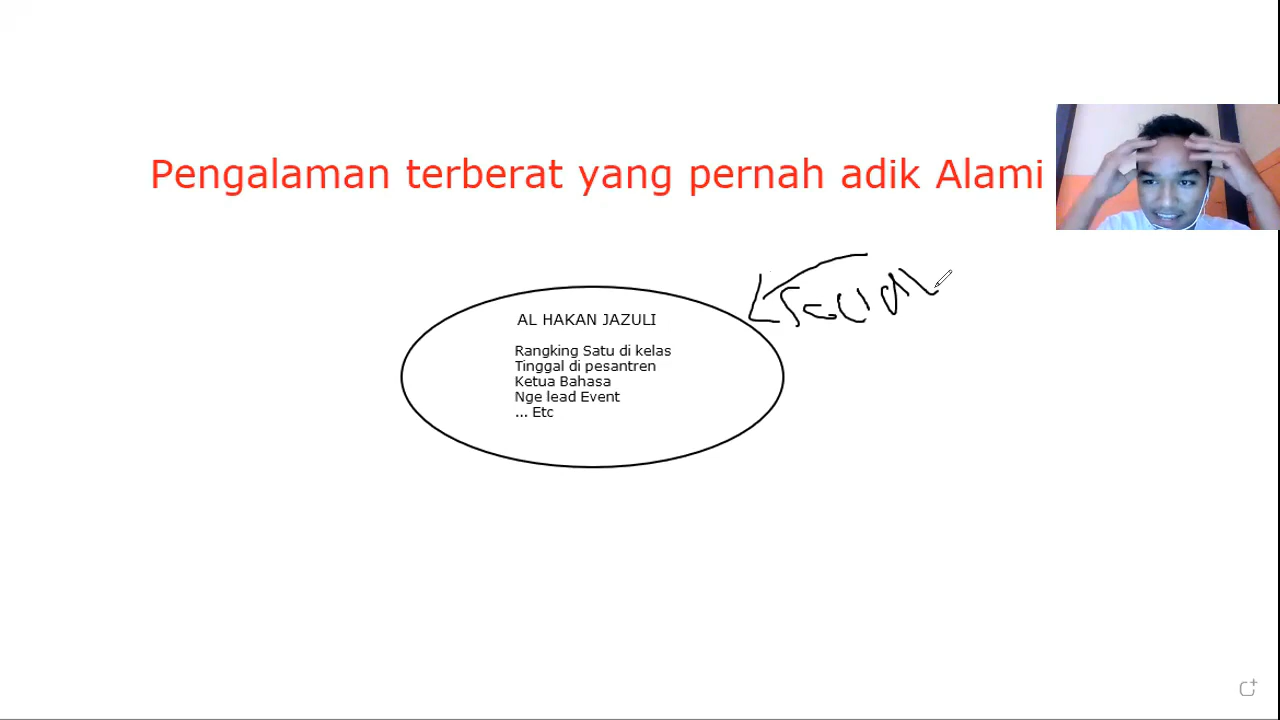 Pengalaman terberat yang pernah adik Alami
AL HAKAN JAZULI
Rangking Satu di kelas
Tinggal di pesantren
Ketua Bahasa
Nge lead Event
... Etc